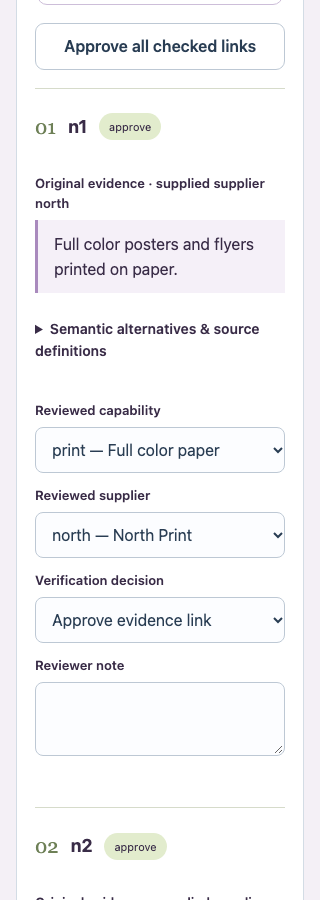 Approve all checked links
01 n1 approve
Original evidence · supplied supplier
north
Full color posters and flyers
printed on paper.
▶ Semantic alternatives & source
definitions
Reviewed capability
print — Full color paper
Reviewed supplier
north — North Print
Verification decision
Approve evidence link
Reviewer note
02 n2 approve